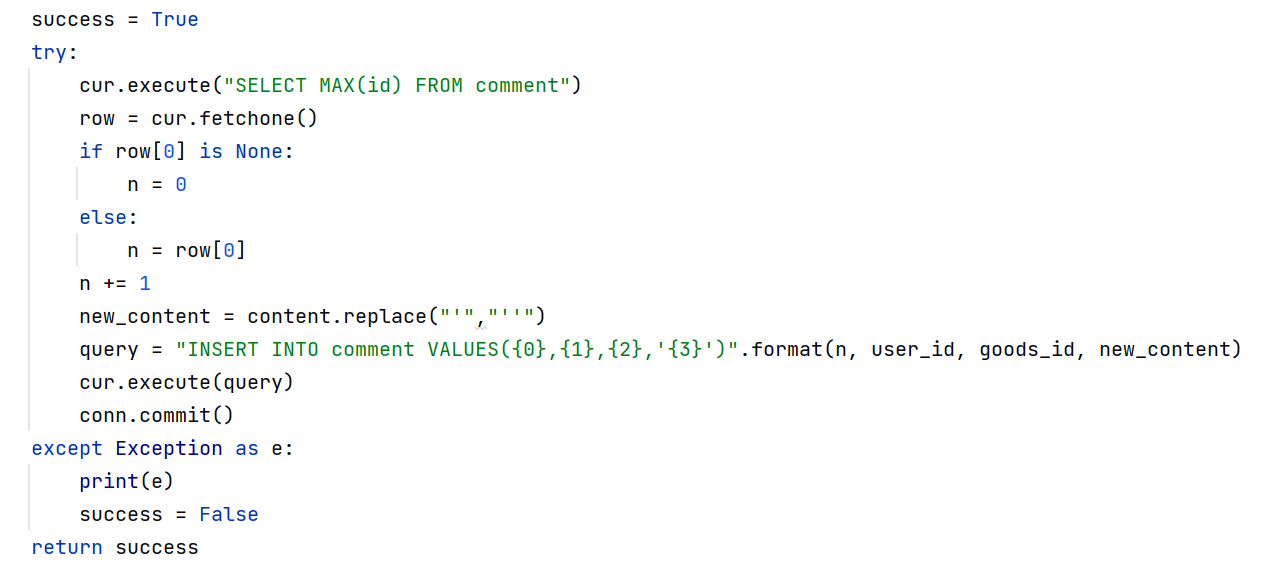 success = True
try:
    cur.execute("SELECT MAX(id) FROM comment")
    row = cur.fetchone()
    if row[0] is None:
        n = 0
    else:
        n = row[0]
    n += 1
    new_content = content.replace("'","''")
    query = "INSERT INTO comment VALUES({0},{1},{2},'{3}')".format(n, user_id, goods_id, new_content)
    cur.execute(query)
    conn.commit()
except Exception as e:
    print(e)
    success = False
return success